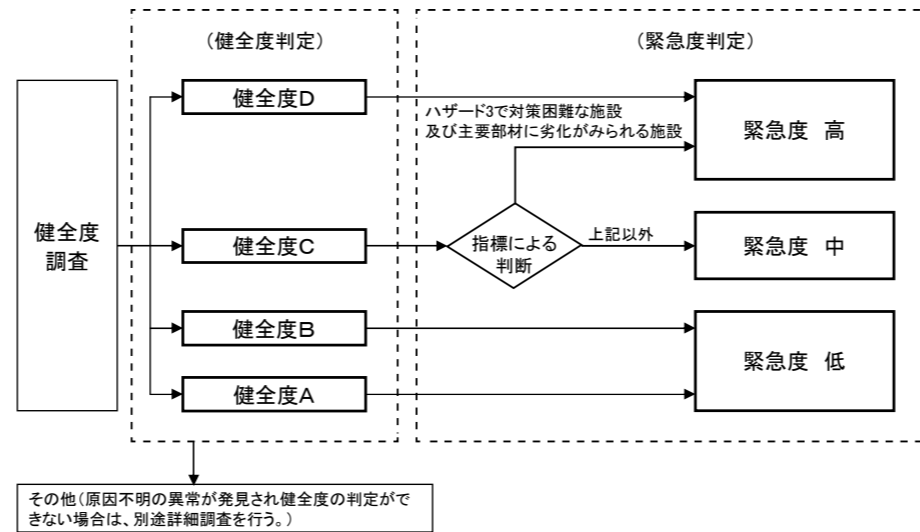 (健全度判定)
(緊急度判定)
健全度D
ハザード3で対策困難な施設
及び主要部材に劣化がみられる施設
緊急度 高
健全度
調査
健全度C
指標による
判断
上記以外
緊急度 中
健全度B
緊急度 低
健全度A
その他(原因不明の異常が発見され健全度の判定がで
きない場合は、別途詳細調査を行う。)